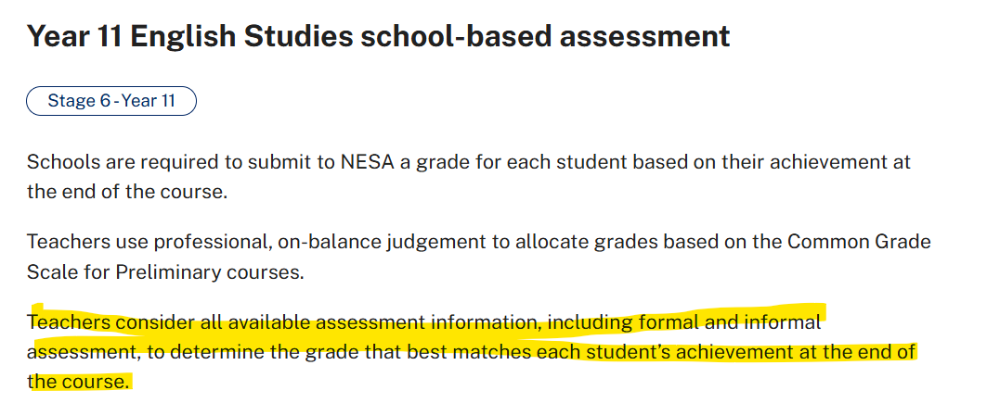 Year 11 English Studies school-based assessment
Stage 6 - Year 11
Schools are required to submit to NESA a grade for each student based on their achievement at
the end of the course.
Teachers use professional, on-balance judgement to allocate grades based on the Common Grade
Scale for Preliminary courses.
Teachers consider all available assessment information, including formal and informal
assessment, to determine the grade that best matches each student’s achievement at the end of
the course.